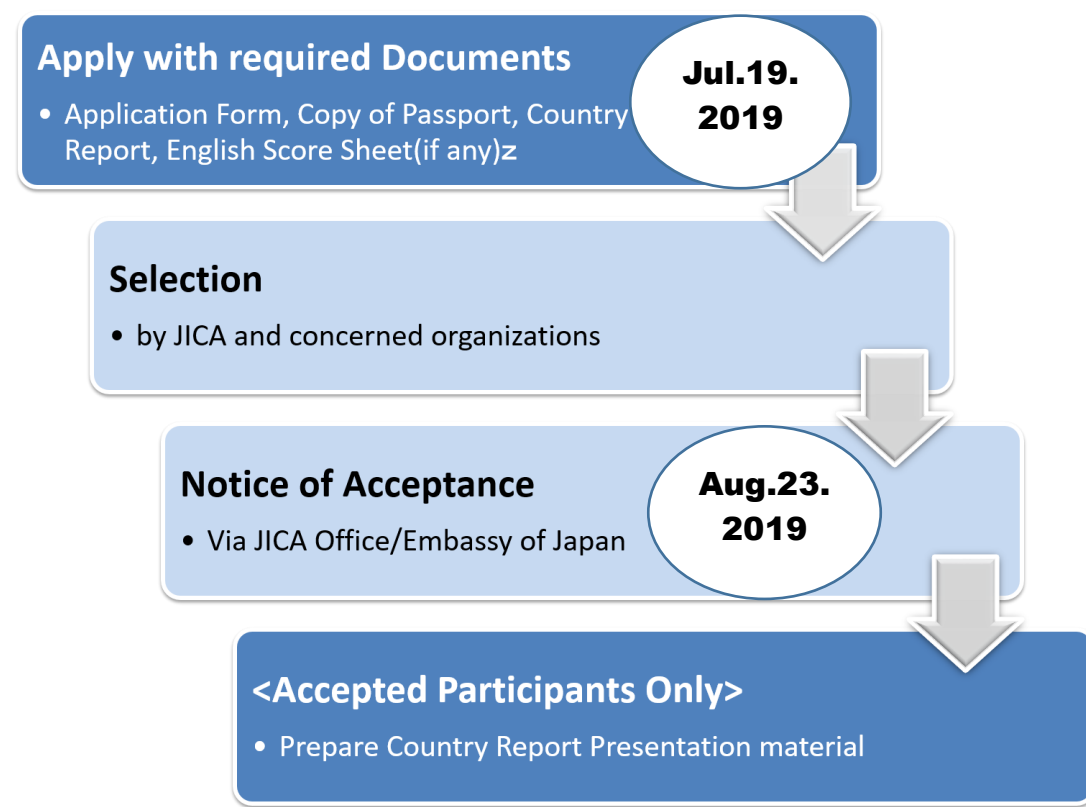 Apply with required Documents
• Application Form, Copy of Passport, Country
Report, English Score Sheet(if any)z
Jul.19.
2019
Selection
• by JICA and concerned organizations
Notice of Acceptance
• Via JICA Office/Embassy of Japan
Aug.23.
2019
<Accepted Participants Only>
• Prepare Country Report Presentation material